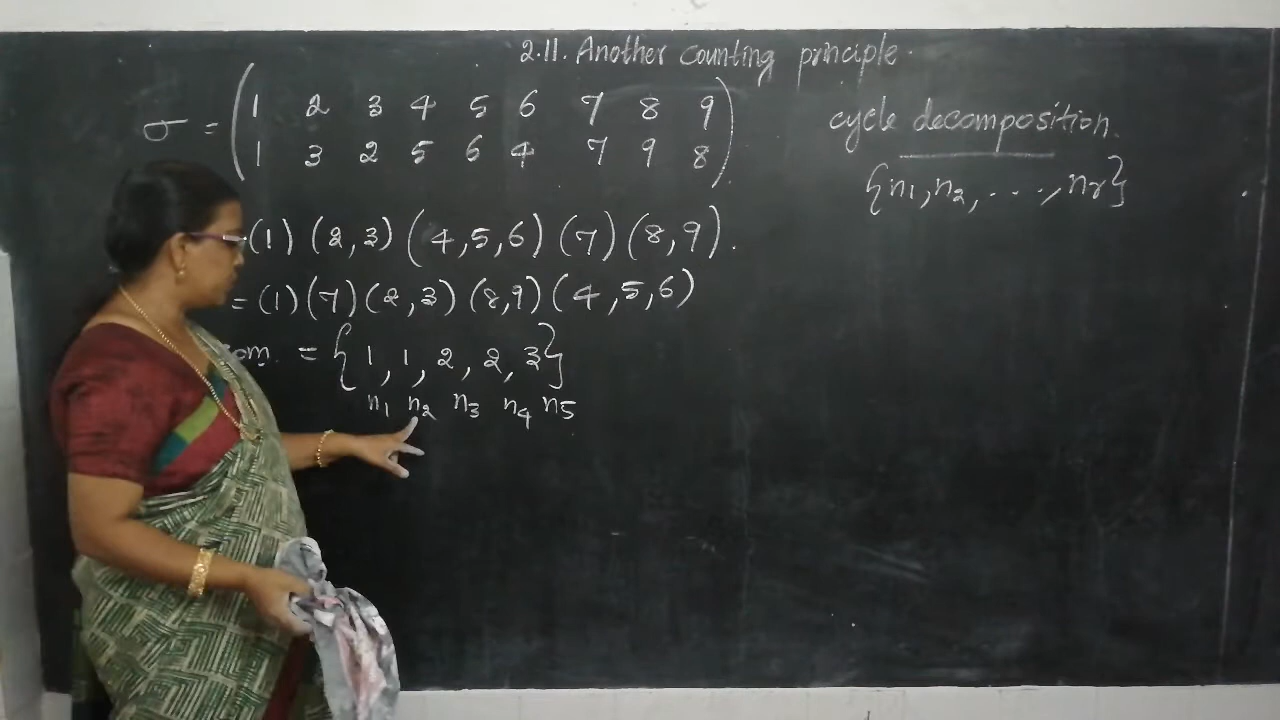 2.11. Another counting principle.
σ = (1 2 3 4 5 6 7 8 9
1 3 2 5 6 4 7 9 8).
cycle decomposition.
{n1, n2, ..., nr}
(1) (2,3) (4,5,6) (7) (8,9).
= (1) (7) (2,3) (8,9) (4,5,6)
= {1, 1, 2, 2, 3}
n1 n2 n3 n4 n5